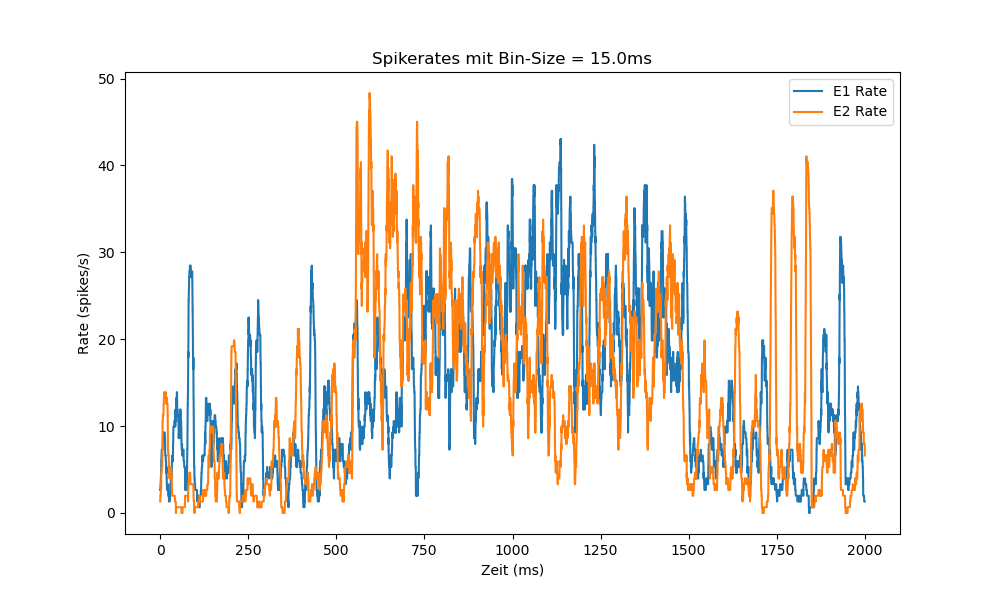 Spikerates mit Bin-Size = 15.0ms
E1 Rate
E2 Rate
Rate (spikes/s)
50
40
30
20
10
0
0 250 500 750 1000 1250 1500 1750 2000
Zeit (ms)